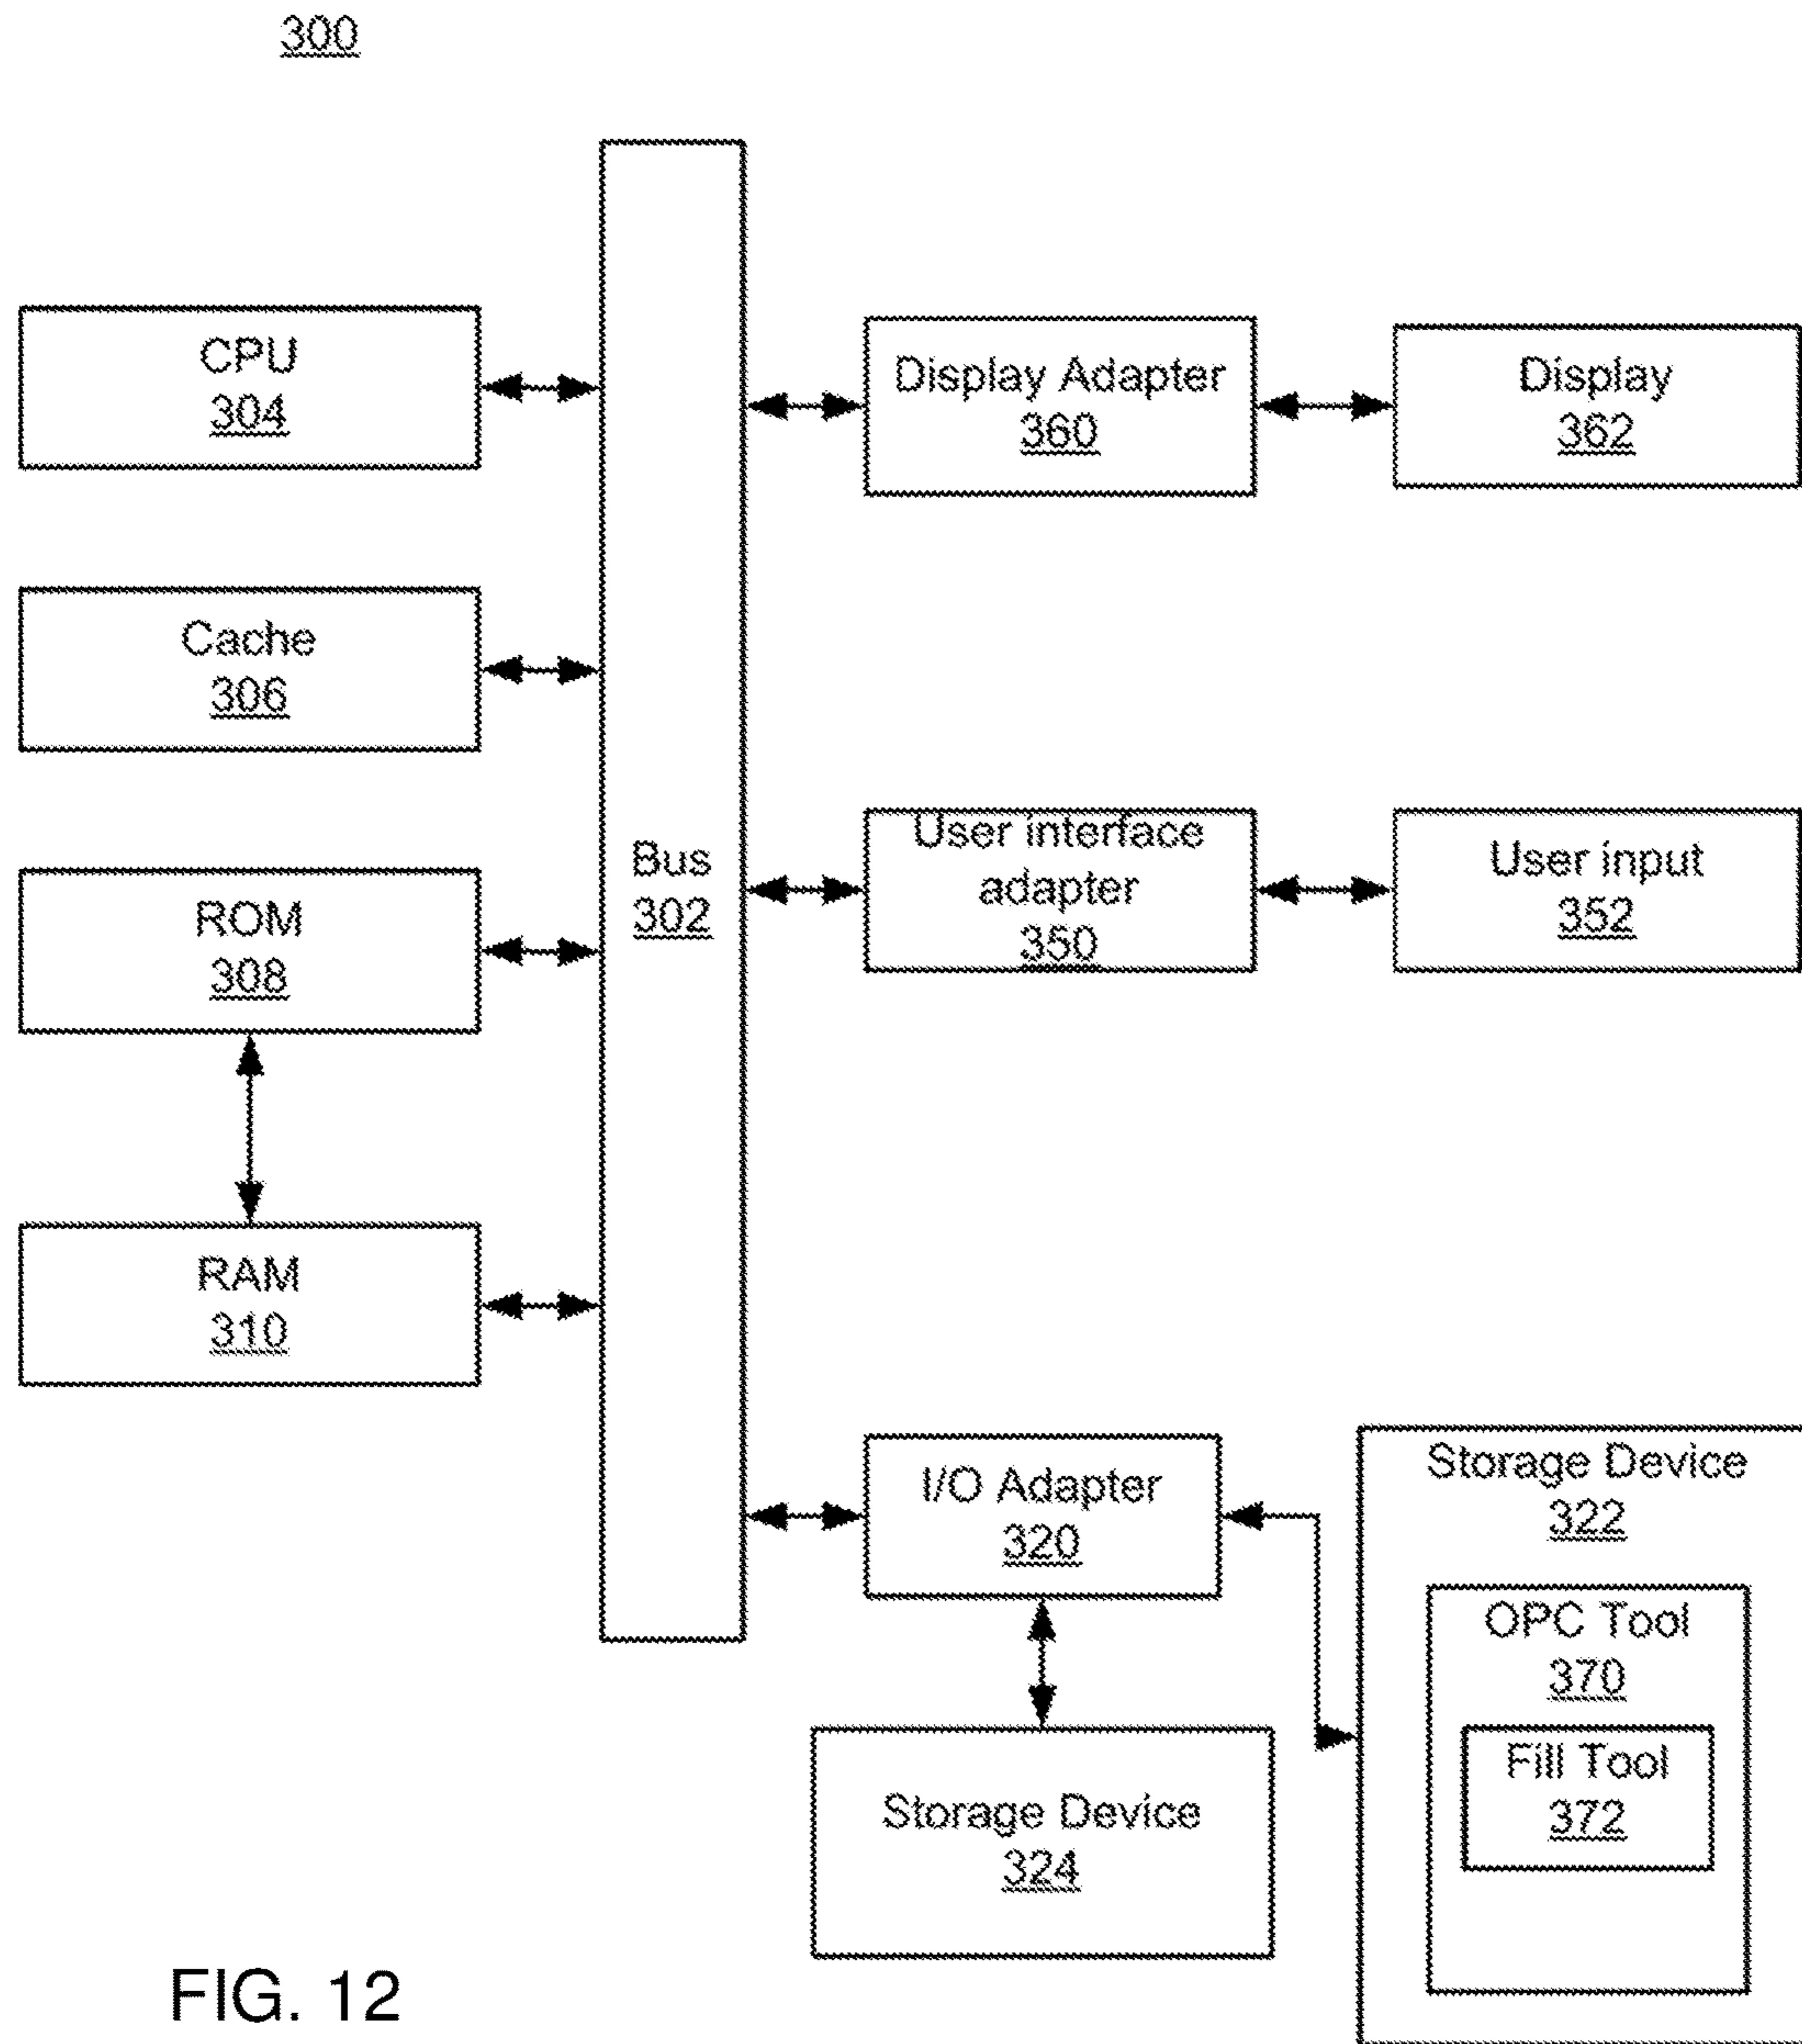 300
CPU
304
Cache
306
ROM
308
RAM
310
Bus
302
Display Adapter
360
Display
362
User interface
adapter
350
User input
352
I/O Adapter
320
Storage Device
324
Storage Device
322
OPC Tool
370
Fill Tool
372
FIG. 12